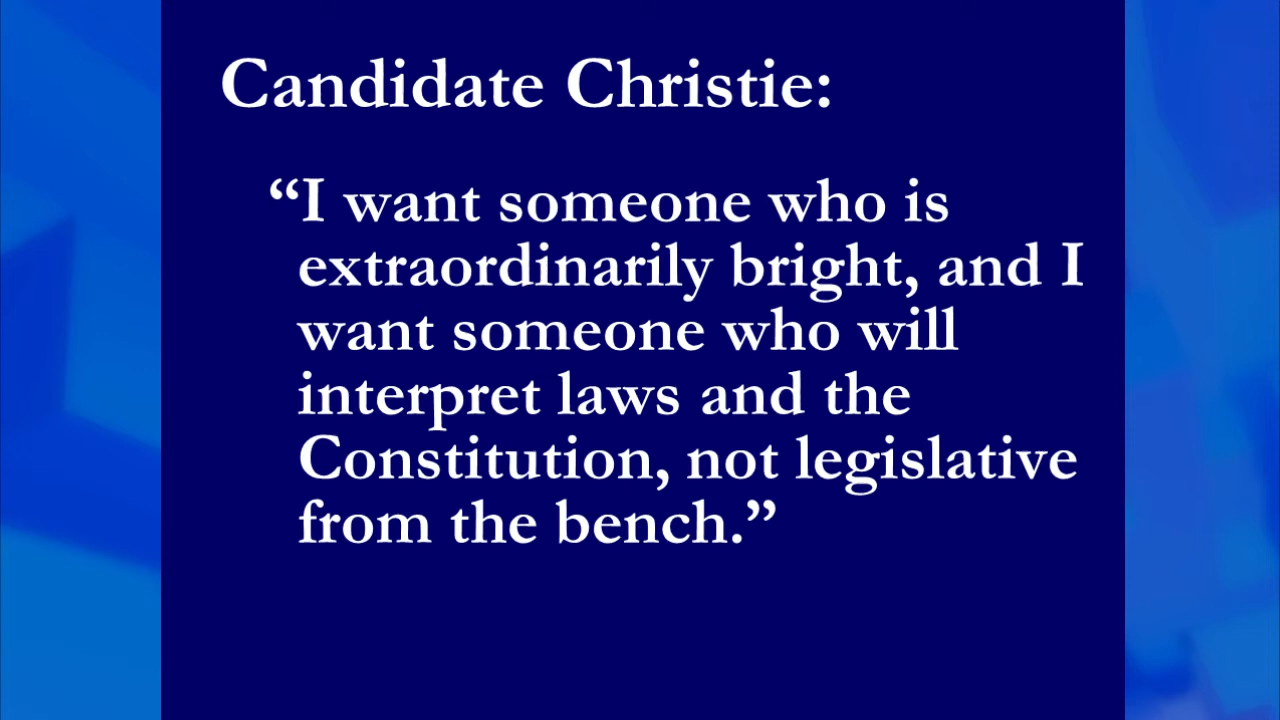 Candidate Christie:
“I want someone who is
extraordinarily bright, and I
want someone who will
interpret laws and the
Constitution, not legislative
from the bench.”